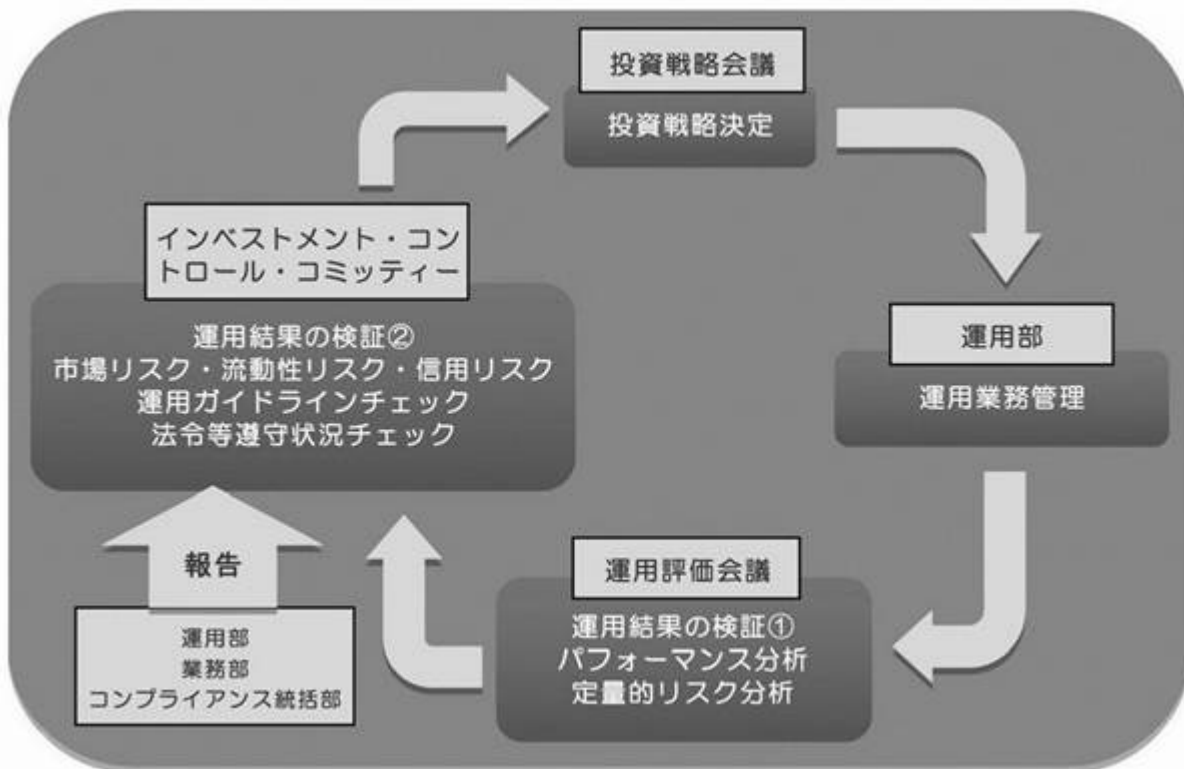 投資戦略会議
投資戦略決定
運用部
運用業務管理
運用評価会議
運用結果の検証①
パフォーマンス分析
定量的リスク分析
インベストメント・コン
トロール・コミッティー
運用結果の検証②
市場リスク・流動性リスク・信用リスク
運用ガイドラインチェック
法令等遵守状況チェック
報告
運用部
業務部
コンプライアンス統括部